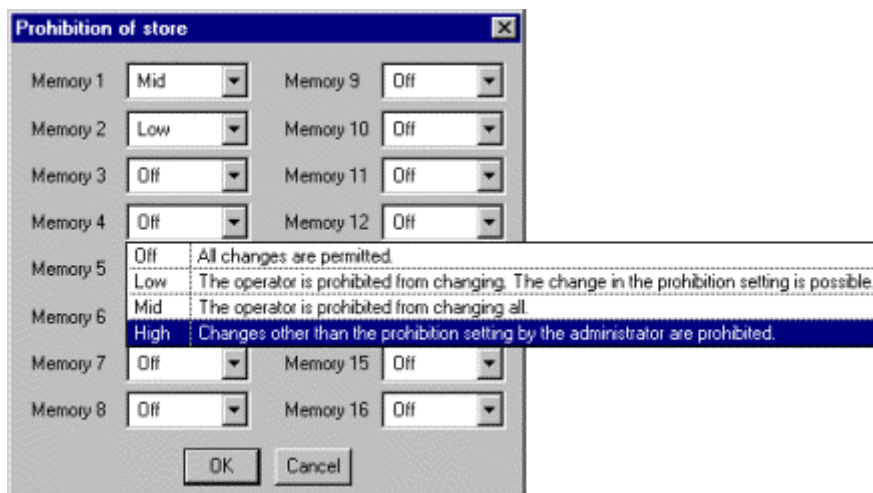 Prohibition of store
Memory 1 Mid Memory 9 Off
Memory 2 Low Memory 10 Off
Memory 3 Off Memory 11 Off
Memory 4 Off Memory 12 Off
Memory 5
Off All changes are permitted.
Low The operator is prohibited from changing. The change in the prohibition setting is possible.
Memory 6
Mid The operator is prohibited from changing all.
High Changes other than the prohibition setting by the administrator are prohibited.
Memory 7 Off Memory 15 Off
Memory 8 Off Memory 16 Off
OK Cancel